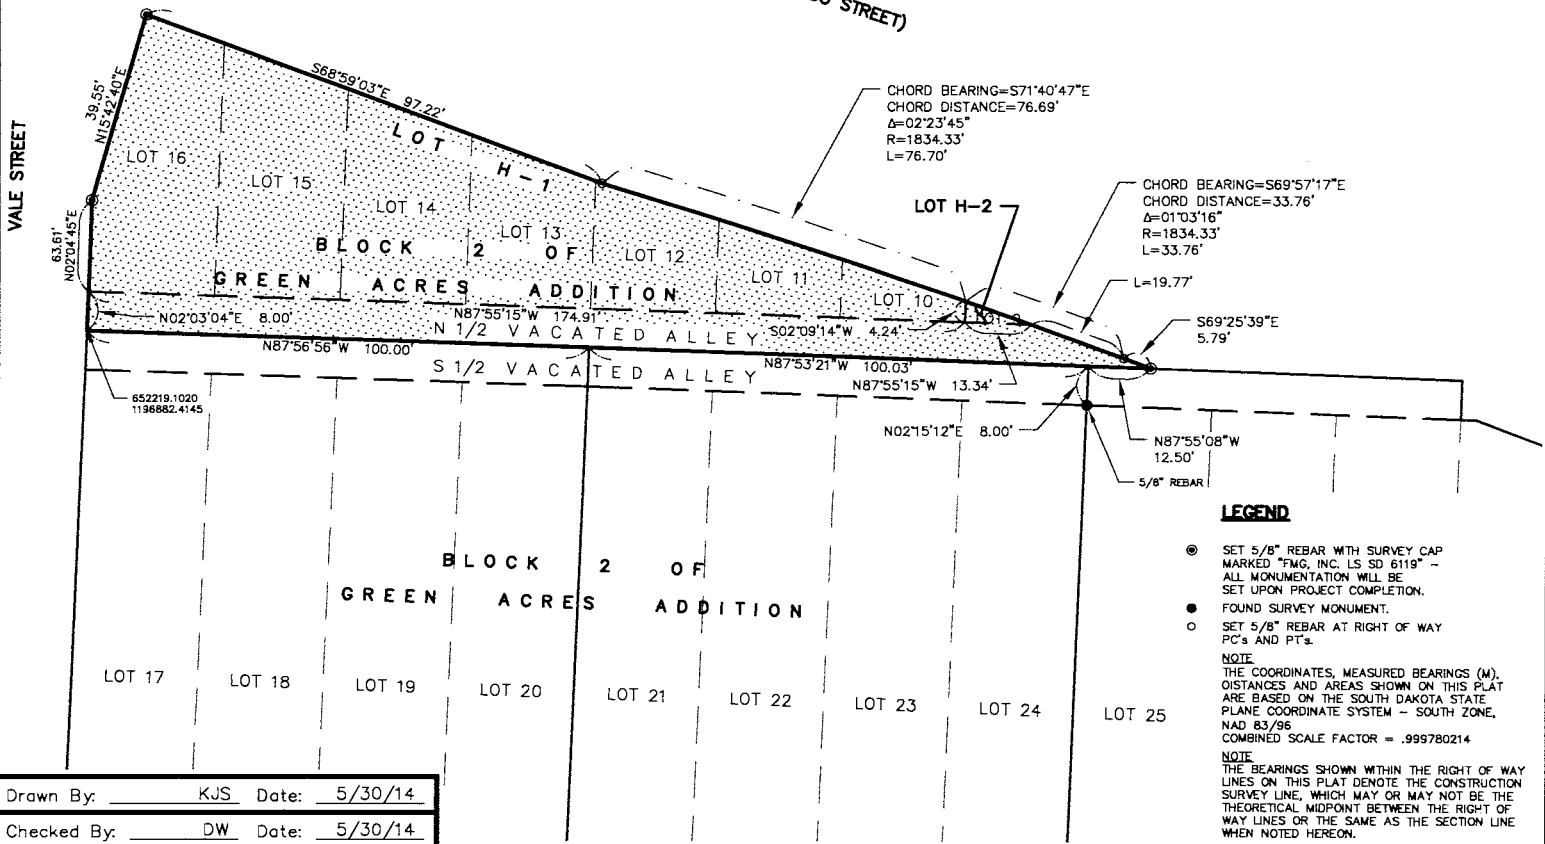 STREET)
VALE STREET
39.55'
N15°42'40"E
S68°59'03"E 97.22'
LOT H-1
CHORD BEARING=S71°40'47"E
CHORD DISTANCE=76.69'
Δ=02°23'45"
R=1834.33'
L=76.70'
CHORD BEARING=S69°57'17"E
CHORD DISTANCE=33.76'
Δ=01°03'16"
R=1834.33'
L=33.76'
LOT H-2
L=19.77'
S69°25'39"E
5.79'
LOT 16
LOT 15
LOT 14
LOT 13
LOT 12
LOT 11
LOT 10
63.61'
N02°04'45"E
BLOCK 2 OF
GREEN ACRES ADDITION
N02°03'04"E 8.00'
N87°55'15"W 174.91'
S02°09'14"W 4.24'
N 1/2 VACATED ALLEY
N87°56'56"W 100.00'
N87°53'21"W 100.03'
S 1/2 VACATED ALLEY
N87°55'15"W 13.34'
652219.1020
1196882.4145
N02°15'12"E 8.00'
N87°55'08"W
12.50'
5/8" REBAR
BLOCK 2 OF
GREEN ACRES ADDITION
LOT 17
LOT 18
LOT 19
LOT 20
LOT 21
LOT 22
LOT 23
LOT 24
LOT 25
LEGEND
SET 5/8" REBAR WITH SURVEY CAP
MARKED "FMG, INC. LS SD 6119" -
ALL MONUMENTATION WILL BE
SET UPON PROJECT COMPLETION.
FOUND SURVEY MONUMENT.
SET 5/8" REBAR AT RIGHT OF WAY
PC's AND PT's.
NOTE
THE COORDINATES, MEASURED BEARINGS (M),
DISTANCES AND AREAS SHOWN ON THIS PLAT
ARE BASED ON THE SOUTH DAKOTA STATE
PLANE COORDINATE SYSTEM - SOUTH ZONE,
NAD 83/96
COMBINED SCALE FACTOR = .999780214
NOTE
THE BEARINGS SHOWN WITHIN THE RIGHT OF WAY
LINES ON THIS PLAT DENOTE THE CONSTRUCTION
SURVEY LINE, WHICH MAY OR MAY NOT BE THE
THEORETICAL MIDPOINT BETWEEN THE RIGHT OF
WAY LINES OR THE SAME AS THE SECTION LINE
WHEN NOTED HEREON.
Drawn By: KJS Date: 5/30/14
Checked By: DW Date: 5/30/14